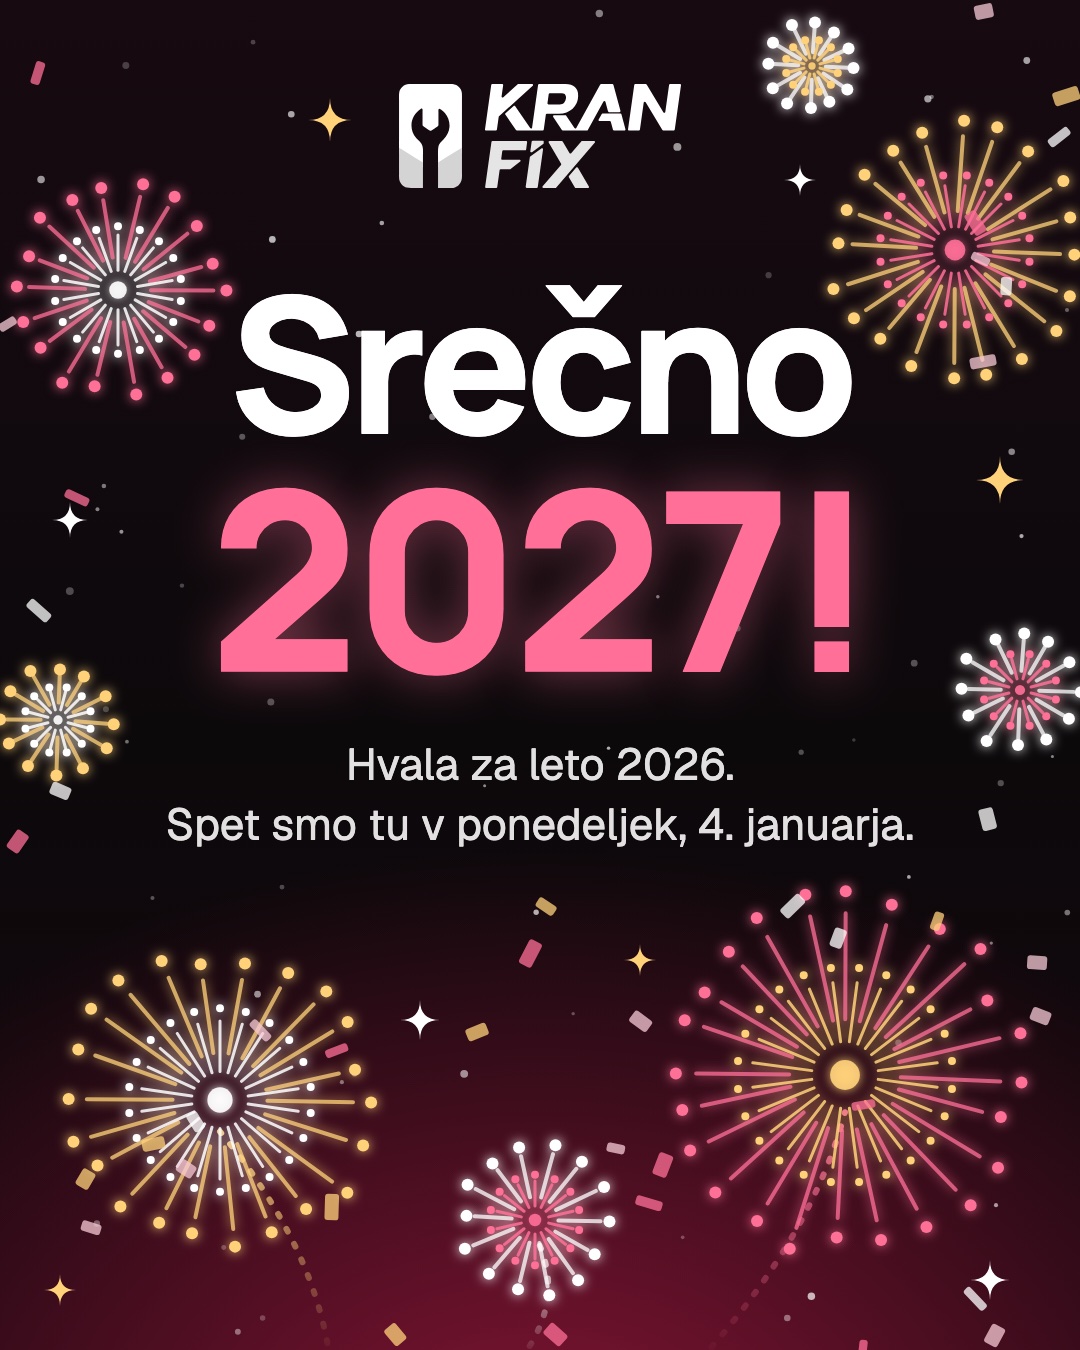 KRAN
FIX
Srečno
2027!
Hvala za leto 2026.
Spet smo tu v ponedeljek, 4. januarja.